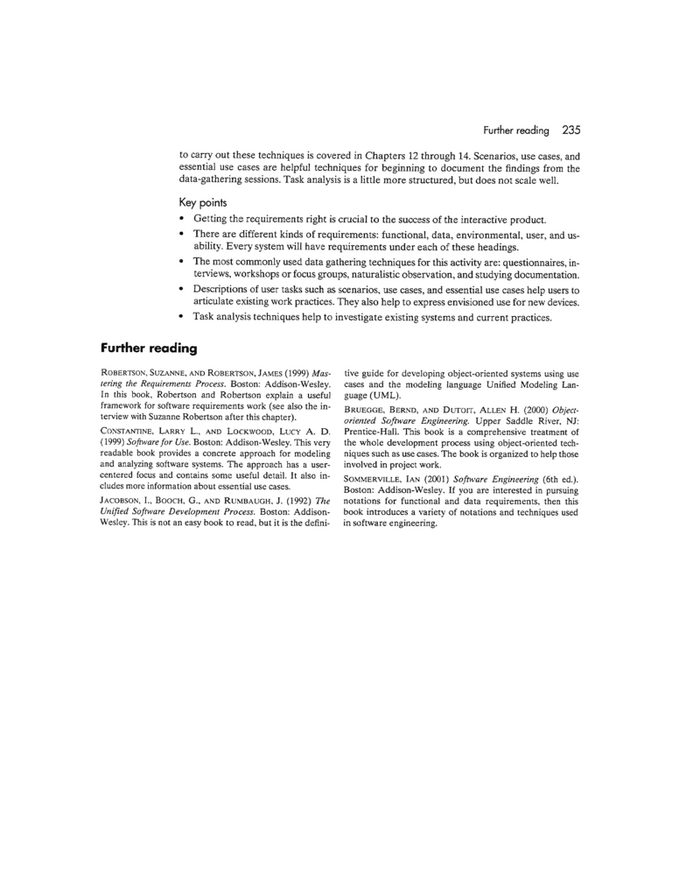 Further reading 235
to carry out these techniques is covered in Chapters 12 through 14. Scenarios, use cases, and
essential use cases are helpful techniques for beginning to document the findings from the
data-gathering sessions. Task analysis is a little more structured, but does not scale well.
Key points
• Getting the requirements right is crucial to the success of the interactive product.
• There are different kinds of requirements: functional, data, environmental, user, and us-
ability. Every system will have requirements under each of these headings.
• The most commonly used data gathering techniques for this activity are: questionnaires, in-
terviews, workshops or focus groups, naturalistic observation, and studying documentation.
• Descriptions of user tasks such as scenarios, use cases, and essential use cases help users to
articulate existing work practices. They also help to express envisioned use for new devices.
• Task analysis techniques help to investigate existing systems and current practices.
Further reading
ROBERTSON, SUZANNE, AND ROBERTSON, JAMES (1999) Mas-
tering the Requirements Process. Boston: Addison-Wesley.
In this book, Robertson and Robertson explain a useful
framework for software requirements work (see also the in-
terview with Suzanne Robertson after this chapter).
CONSTANTINE, LARRY L., AND LOCKWOOD, LUCY A. D.
(1999) Software for Use. Boston: Addison-Wesley. This very
readable book provides a concrete approach for modeling
and analyzing software systems. The approach has a user-
centered focus and contains some useful detail. It also in-
cludes more information about essential use cases.
JACOBSON, I., BOOCH, G., AND RUMBAUGH, J. (1992) The
Unified Software Development Process. Boston: Addison-
Wesley. This is not an easy book to read, but it is the defini-
tive guide for developing object-oriented systems using use
cases and the modeling language Unified Modeling Lan-
guage (UML).
BRUEGGE, BERND, AND DUTOIT, ALLEN H. (2000) Object-
oriented Software Engineering. Upper Saddle River, NJ:
Prentice-Hall. This book is a comprehensive treatment of
the whole development process using object-oriented tech-
niques such as use cases. The book is organized to help those
involved in project work.
SOMMERVILLE, IAN (2001) Software Engineering (6th ed.).
Boston: Addison-Wesley. If you are interested in pursuing
notations for functional and data requirements, then this
book introduces a variety of notations and techniques used
in software engineering.